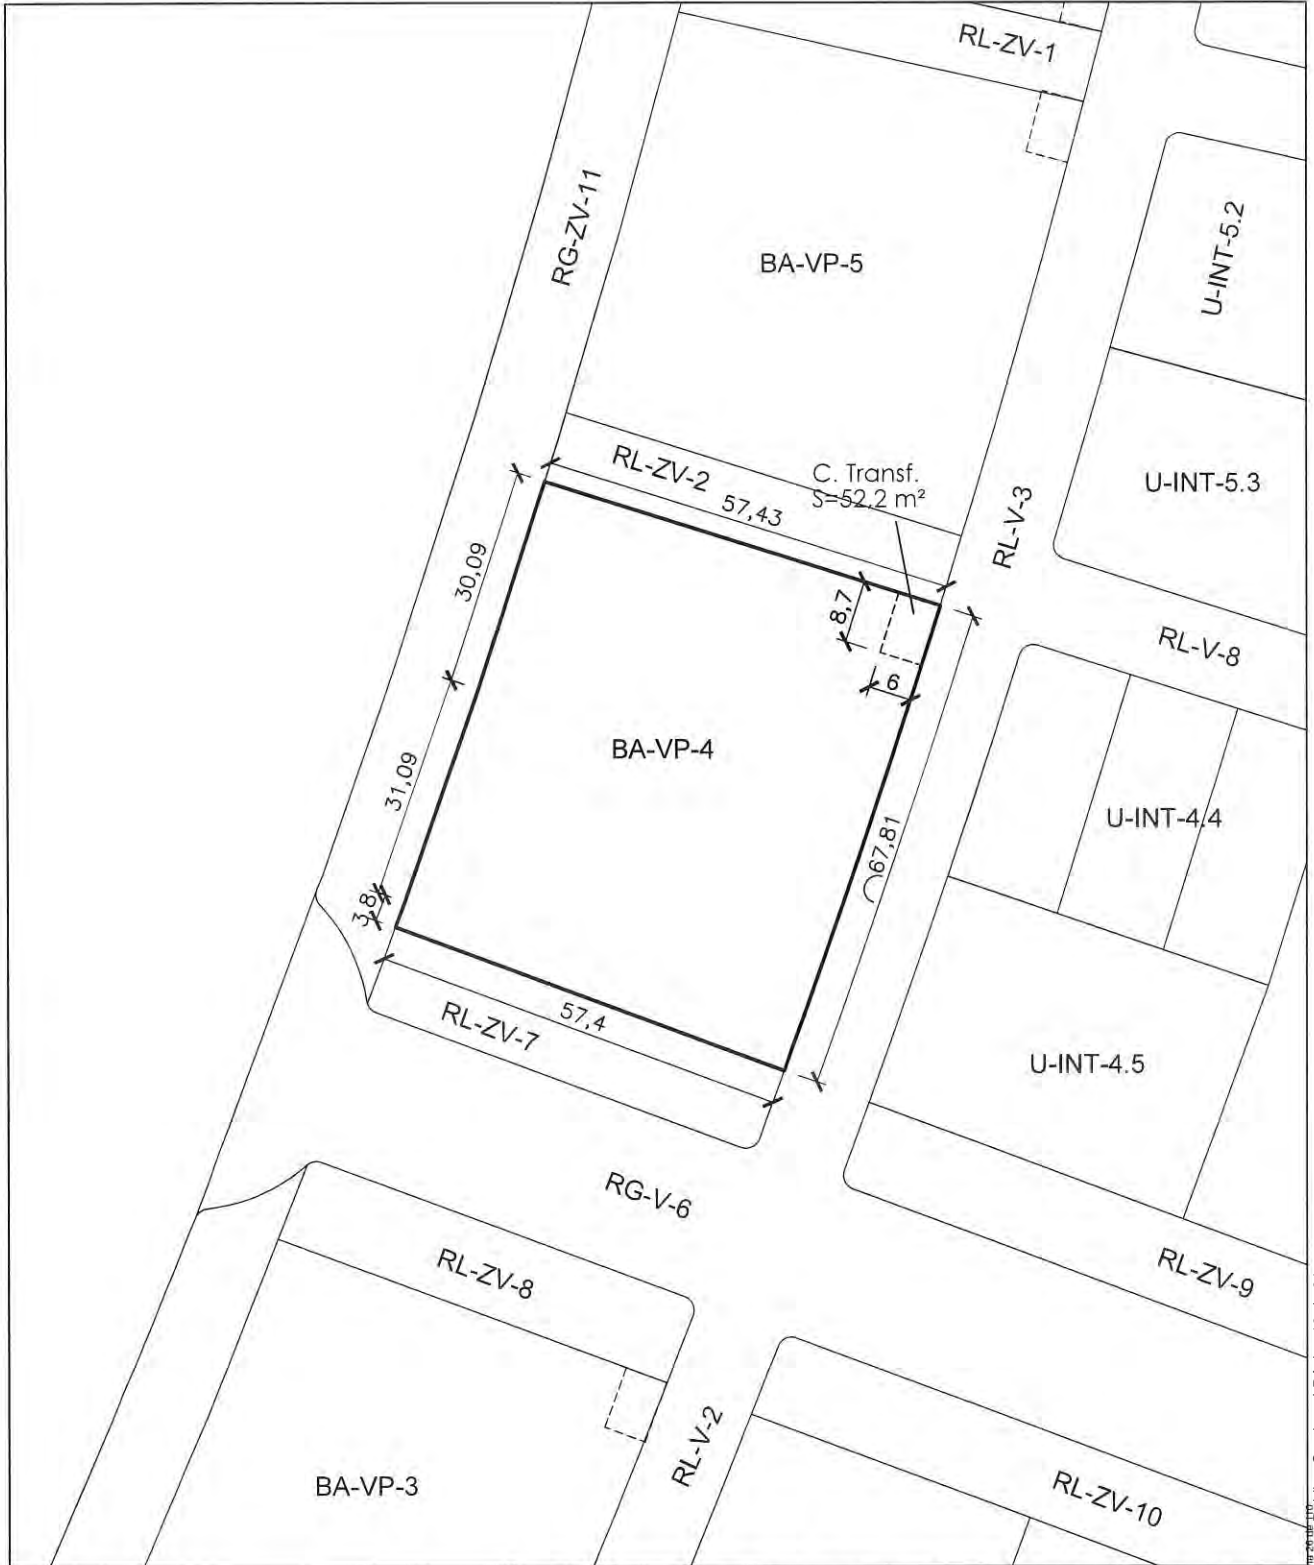 RL-ZV-1
RG-ZV-11
BA-VP-5
U-INT-5.2
RL-ZV-2
C. Transf.
S=52,2 m²
57,43
RL-V-3
U-INT-5.3
30,09
8,7
RL-V-8
6
BA-VP-4
31,09
U-INT-4.4
67,81
3,8
57,4
RL-ZV-7
U-INT-4.5
RG-V-6
RL-ZV-8
RL-ZV-9
RL-V-2
BA-VP-3
RL-ZV-10